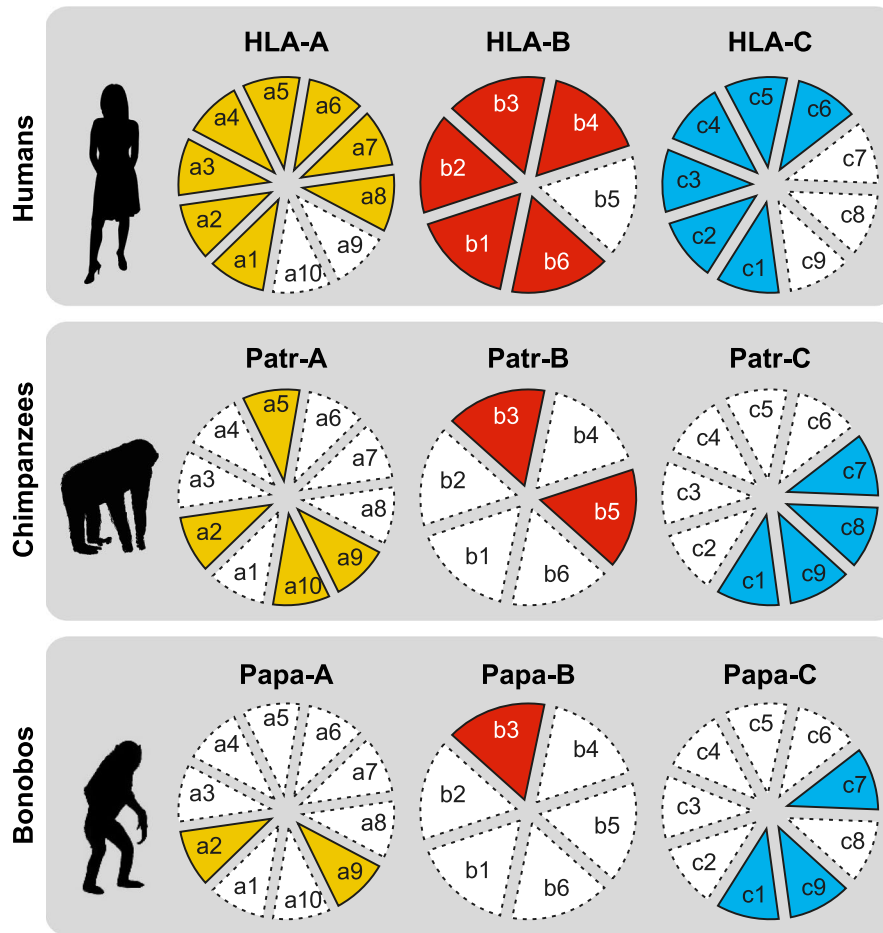 Humans
HLA-A
HLA-B
HLA-C
a1
a2
a3
a4
a5
a6
a7
a8
a9
a10
b1
b2
b3
b4
b5
b6
c1
c2
c3
c4
c5
c6
c7
c8
c9
Chimpanzees
Patr-A
Patr-B
Patr-C
a1
a2
a3
a4
a5
a6
a7
a8
a9
a10
b1
b2
b3
b4
b5
b6
c1
c2
c3
c4
c5
c6
c7
c8
c9
Bonobos
Papa-A
Papa-B
Papa-C
a1
a2
a3
a4
a5
a6
a7
a8
a9
a10
b1
b2
b3
b4
b5
b6
c1
c2
c3
c4
c5
c6
c7
c8
c9